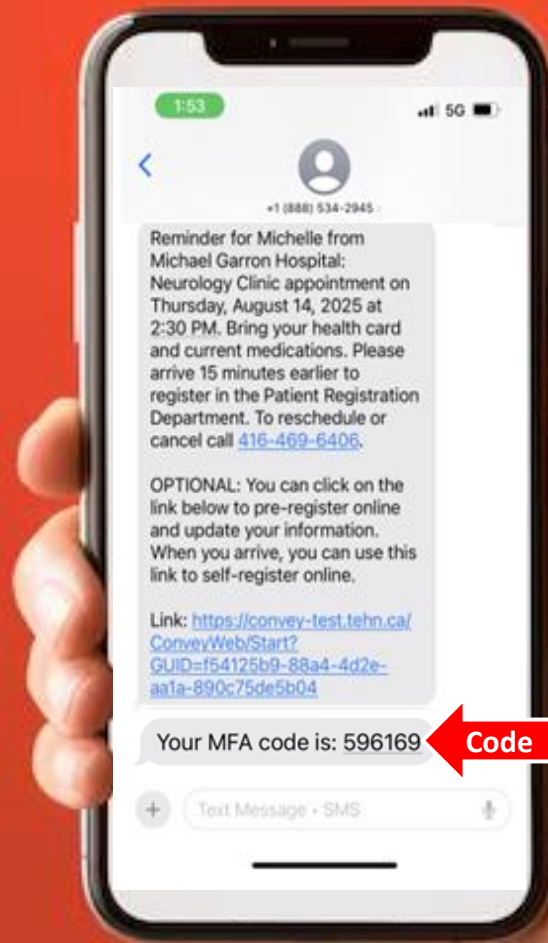 1:53
5G
+1 (888) 534-2945
Reminder for Michelle from
Michael Garron Hospital:
Neurology Clinic appointment on
Thursday, August 14, 2025 at
2:30 PM. Bring your health card
and current medications. Please
arrive 15 minutes earlier to
register in the Patient Registration
Department. To reschedule or
cancel call 416-469-6406.
OPTIONAL: You can click on the
link below to pre-register online
and update your information.
When you arrive, you can use this
link to self-register online.
Link: https://convey-test.tehn.ca/
ConveyWeb/Start?
GUID=f54125b9-88a4-4d2e-
aa1a-890c75de5b04
Your MFA code is: 596169
Code
Text Message • SMS